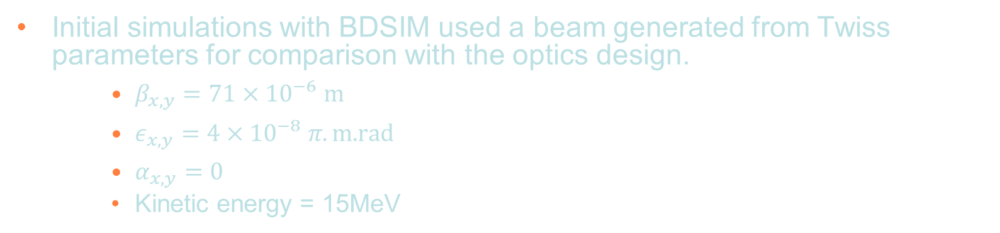 • Initial simulations with BDSIM used a beam generated from Twiss
parameters for comparison with the optics design.
• β_{x,y} = 71 × 10^{−6} m
• ϵ_{x,y} = 4 × 10^{−8} π. m.rad
• α_{x,y} = 0
• Kinetic energy = 15MeV